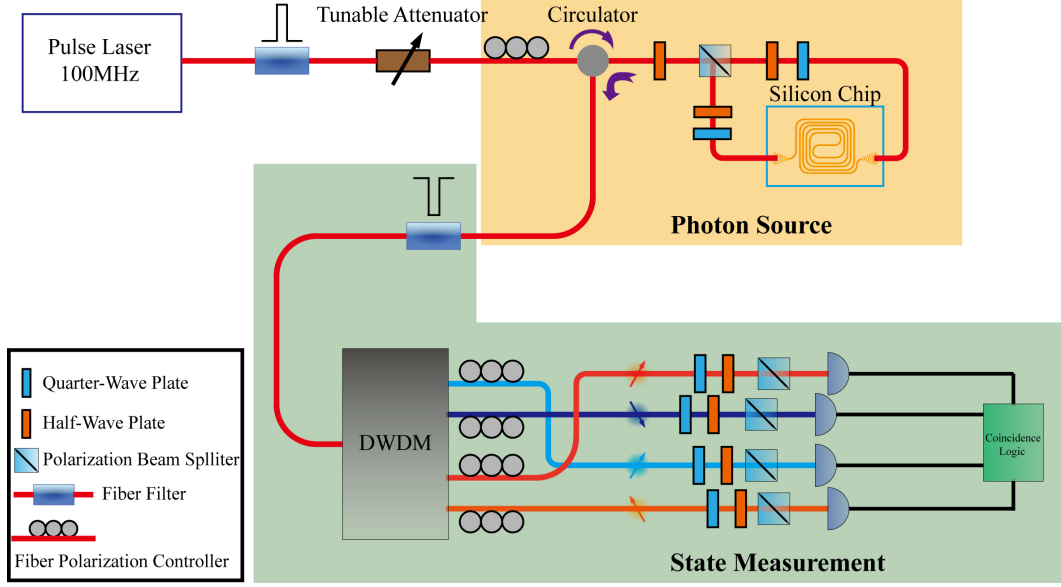 Pulse Laser
100MHz
Tunable Attenuator
Circulator
Silicon Chip
Photon Source
DWDM
Coincidence
Logic
State Measurement
Quarter-Wave Plate
Half-Wave Plate
Polarization Beam Splliter
Fiber Filter
Fiber Polarization Controller